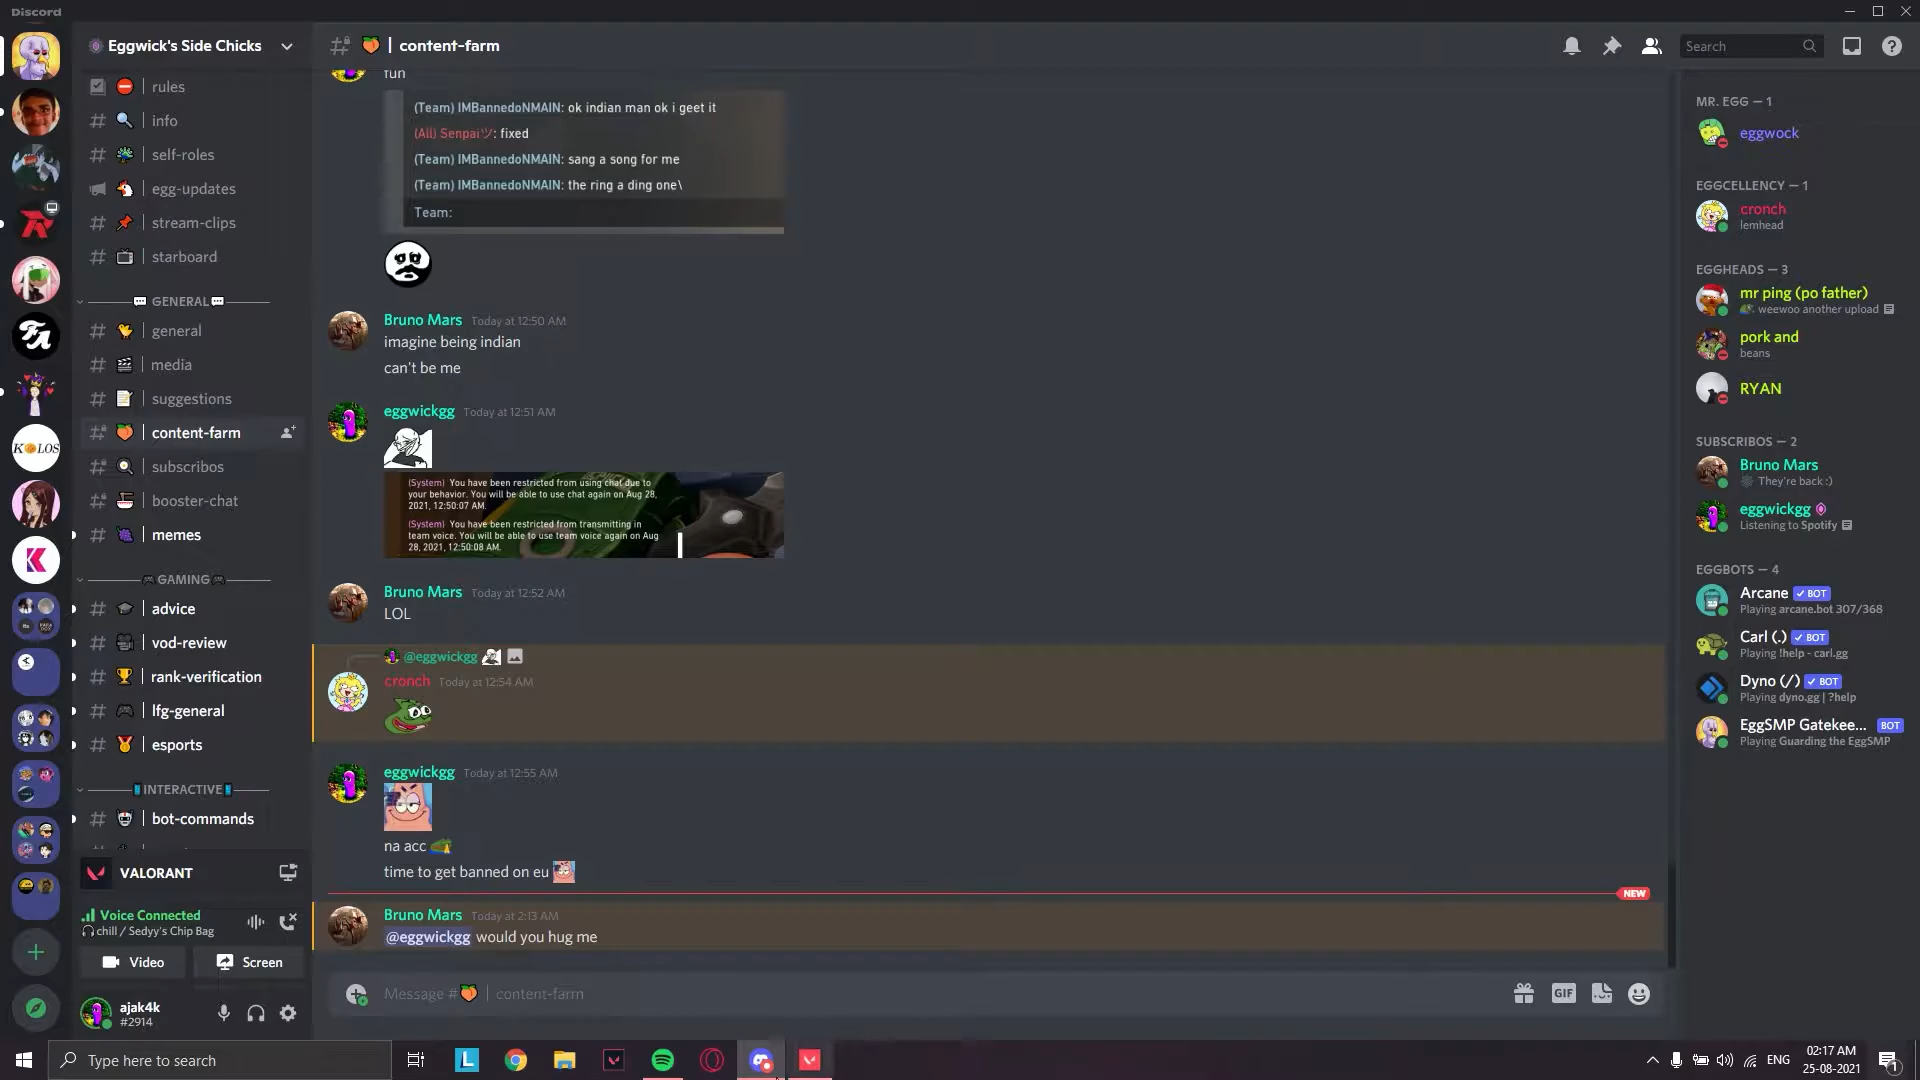 Discord
Eggwick's Side Chicks
rules
info
self-roles
egg-updates
stream-clips
starboard
GENERAL
general
media
suggestions
content-farm
subscribos
booster-chat
memes
GAMING
advice
vod-review
rank-verification
lfg-general
esports
INTERACTIVE
bot-commands
VALORANT
Voice Connected
chill / Sedyy's Chip Bag
Video
Screen
ajak4k
#2914
| content-farm
Search
fun
(Team) IMBannedoNMAIN: ok indian man ok i geet it
(All) Senpaiツ: fixed
(Team) IMBannedoNMAIN: sang a song for me
(Team) IMBannedoNMAIN: the ring a ding one\
Team:
Bruno Mars Today at 12:50 AM
imagine being indian
can't be me
eggwickgg Today at 12:51 AM
(System) You have been restricted from using chat due to
your behavior. You will be able to use chat again on Aug 28,
2021, 12:50:07 AM.
(System) You have been restricted from transmitting in
team voice. You will be able to use team voice again on Aug
28, 2021, 12:50:08 AM.
Bruno Mars Today at 12:52 AM
LOL
@eggwickgg
cronch Today at 12:54 AM
eggwickgg Today at 12:55 AM
na acc
time to get banned on eu
NEW
Bruno Mars Today at 2:13 AM
@eggwickgg would you hug me
Message # | content-farm
GIF
MR. EGG — 1
eggwock
EGGCELLENCY — 1
cronch
lemhead
EGGHEADS — 3
mr ping (po father)
weewoo another upload
pork and
beans
RYAN
SUBSCRIBOS — 2
Bruno Mars
They're back :)
eggwickgg
Listening to Spotify
EGGBOTS — 4
Arcane BOT
Playing arcane.bot 307/368
Carl (.) BOT
Playing !help - carl.gg
Dyno (/) BOT
Playing dyno.gg | ?help
EggSMP Gatekee... BOT
Playing Guarding the EggSMP
KOLOS
Type here to search
L
ENG
02:17 AM
25-08-2021
1